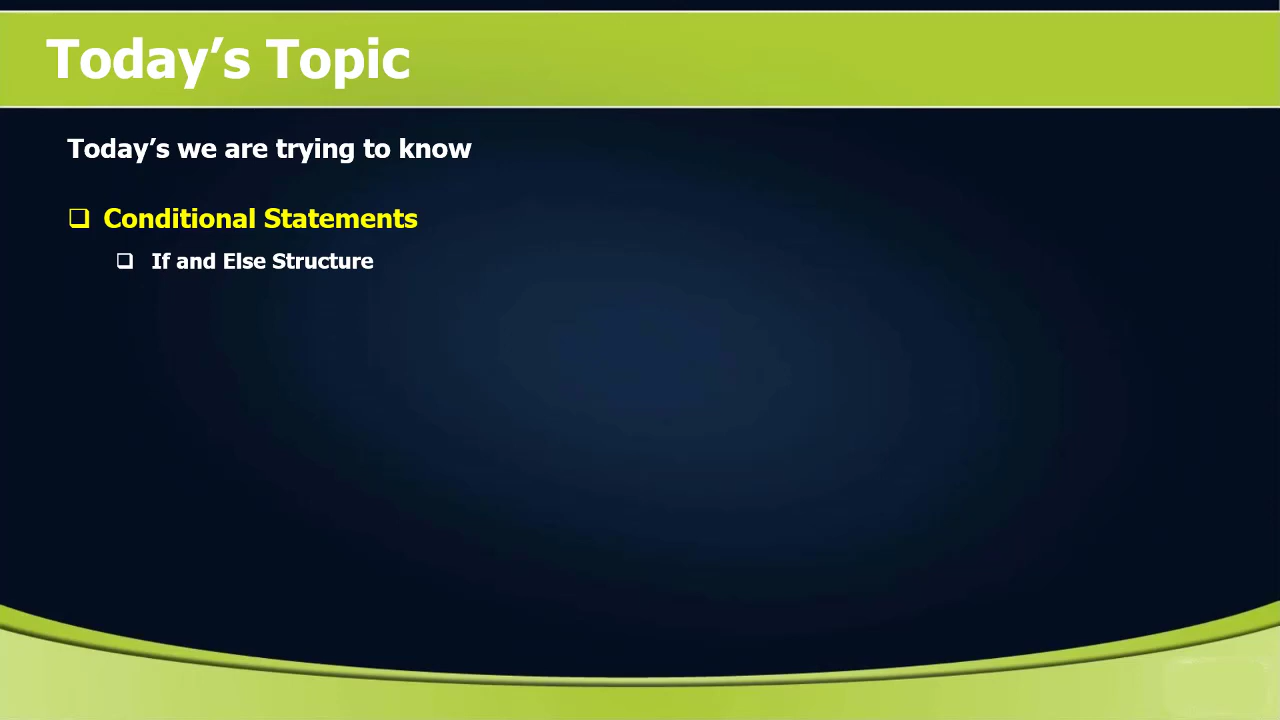 Today’s Topic
Today’s we are trying to know
❑ Conditional Statements
❑ If and Else Structure